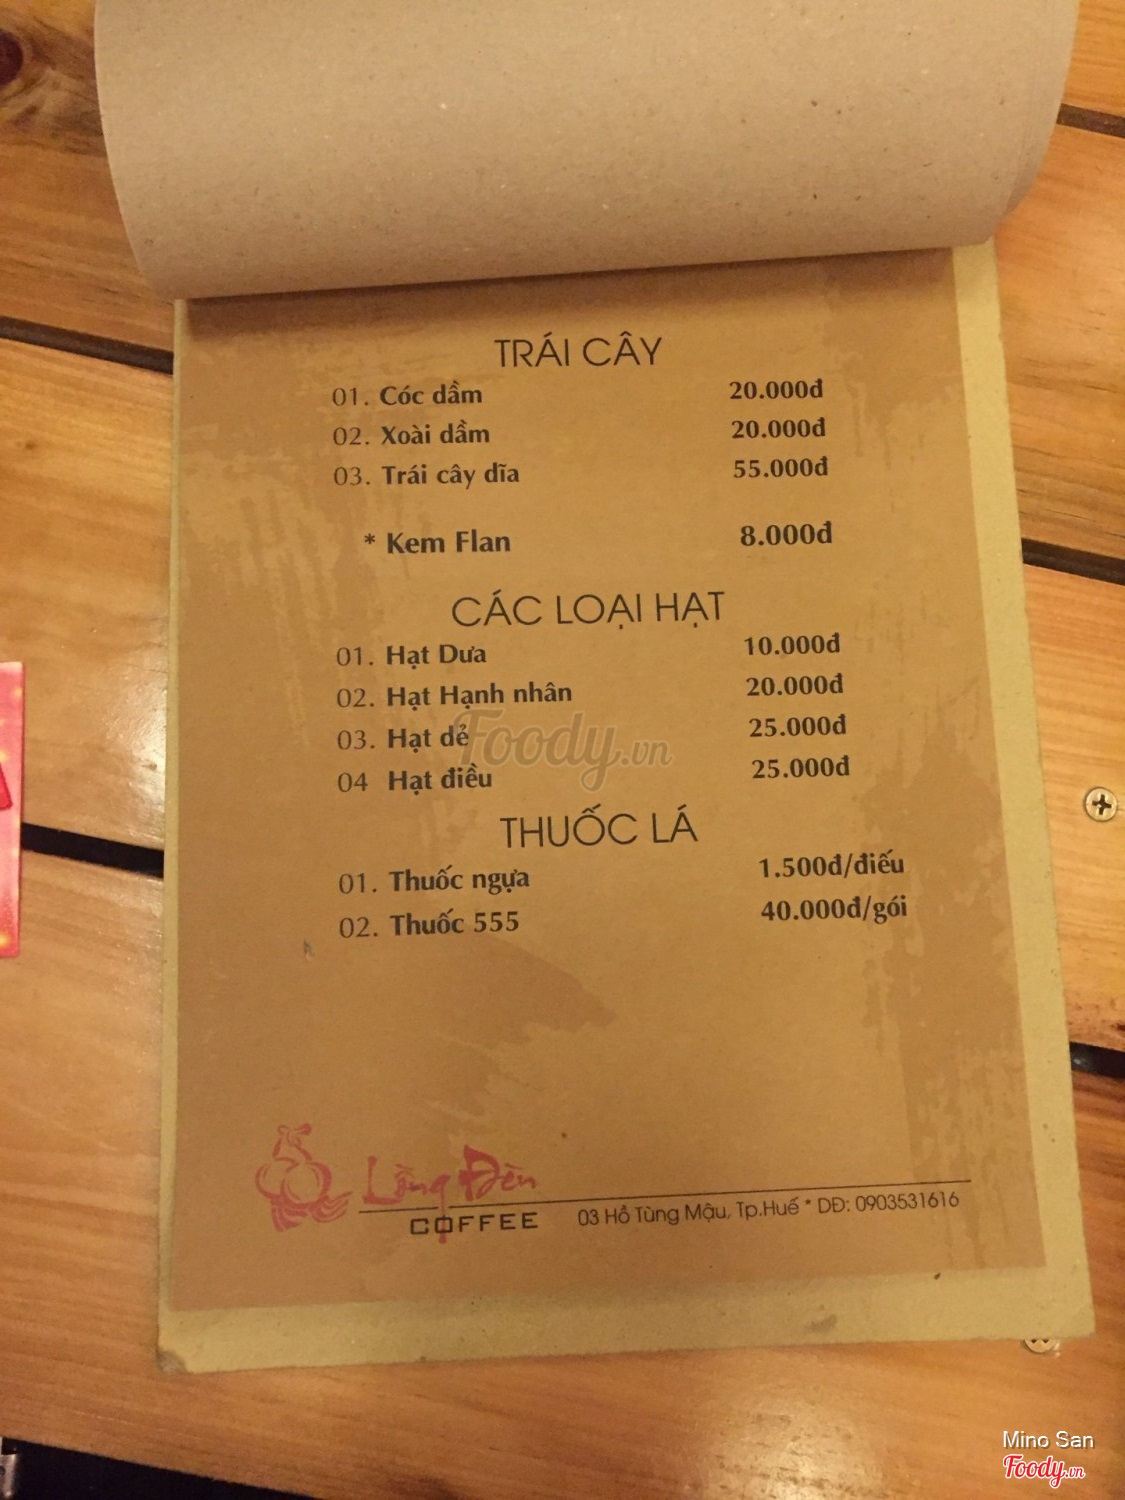 TRÁI CÂY
01. Cóc dầm 20.000đ
02. Xoài dầm 20.000đ
03. Trái cây dĩa 55.000đ
* Kem Flan 8.000đ
CÁC LOẠI HẠT
01. Hạt Dưa 10.000đ
02. Hạt Hạnh nhân 20.000đ
03. Hạt dẻ 25.000đ
04 Hạt điều 25.000đ
Foody.vn
THUỐC LÁ
01. Thuốc ngựa 1.500đ/điếu
02. Thuốc 555 40.000đ/gói
Lồng Đèn
COFFEE
03 Hồ Tùng Mậu, Tp.Huế * DĐ: 0903531616
Mino San
Foody.vn